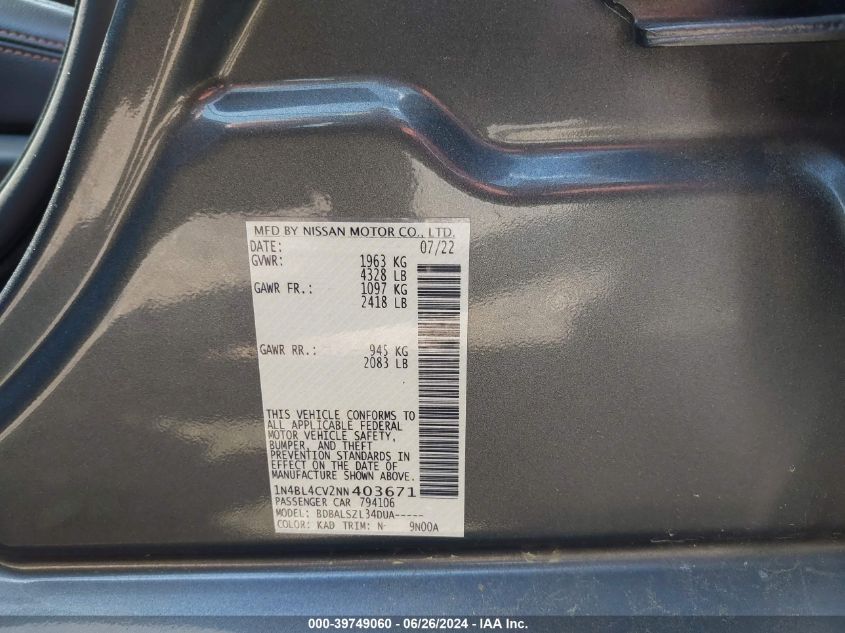 MFD BY NISSAN MOTOR CO., LTD.
DATE: 07/22
GVWR: 1963 KG
4328 LB
GAWR FR.: 1097 KG
2418 LB
GAWR RR.: 945 KG
2083 LB
THIS VEHICLE CONFORMS TO
ALL APPLICABLE FEDERAL
MOTOR VEHICLE SAFETY,
BUMPER, AND THEFT
PREVENTION STANDARDS IN
EFFECT ON THE DATE OF
MANUFACTURE SHOWN ABOVE.
1N4BL4CV2NN403671
PASSENGER CAR 794106
MODEL: BDBALSZL34DUA-----
COLOR: KAD TRIM: N- 9N00A
000-39749060 / 06/26/2024 - © IAA Inc.